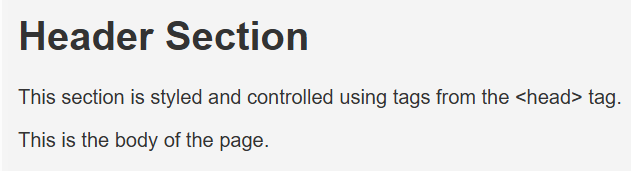 Header Section
This section is styled and controlled using tags from the <head> tag.
This is the body of the page.